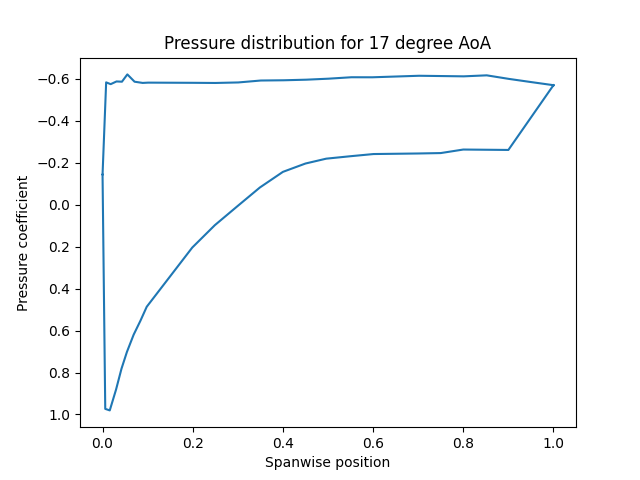 Pressure distribution for 17 degree AoA
Pressure coefficient
−0.6
−0.4
−0.2
0.0
0.2
0.4
0.6
0.8
1.0
0.0 0.2 0.4 0.6 0.8 1.0
Spanwise position